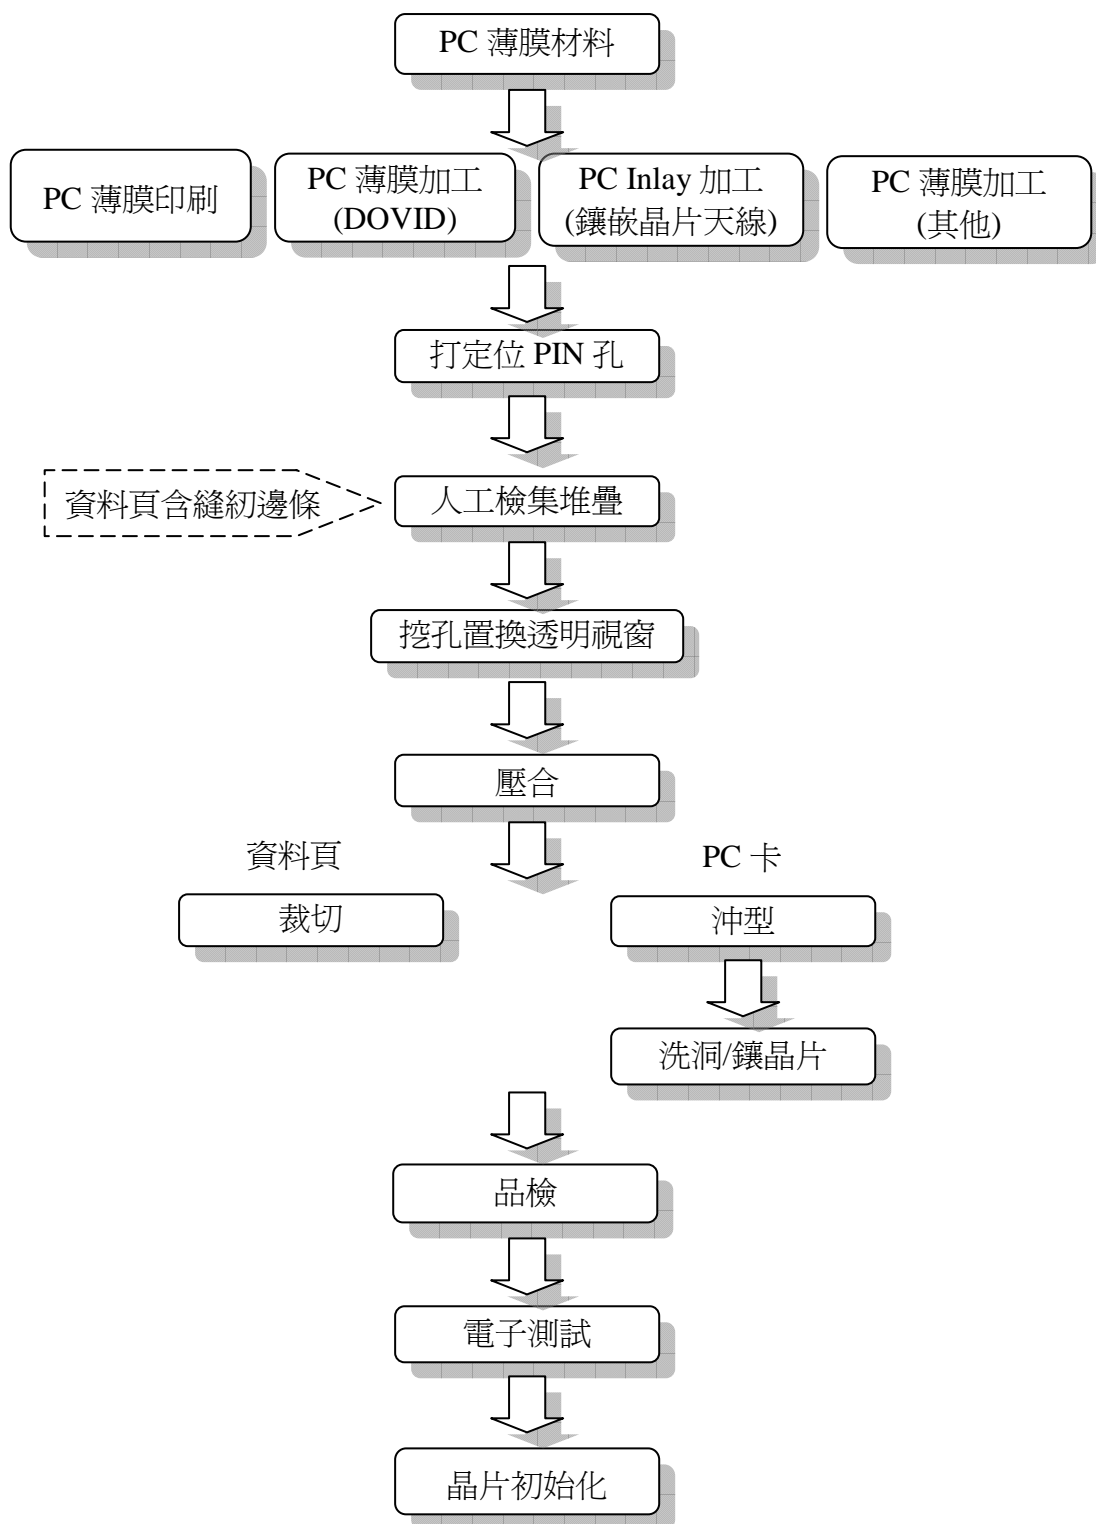 PC 薄膜材料
PC 薄膜印刷
PC 薄膜加工
(DOVID)
PC Inlay 加工
(鑲嵌晶片天線)
PC 薄膜加工
(其他)
打定位 PIN 孔
資料頁含縫紉邊條
人工檢集堆疊
挖孔置換透明視窗
壓合
資料頁
PC 卡
裁切
沖型
洗洞/鑲晶片
品檢
電子測試
晶片初始化